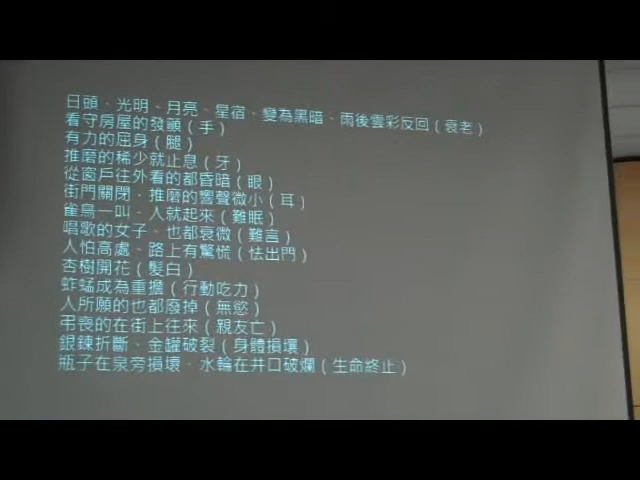 日頭、光明、月亮、星宿、變為黑暗、雨後雲彩反回（衰老）
看守房屋的發顫（手）
有力的屈身（腿）
推磨的稀少就止息（牙）
從窗戶往外看的都昏暗（眼）
街門關閉、推磨的響聲微小（耳）
雀鳥一叫、人就起來（難眠）
唱歌的女子、也都衰微（難言）
人怕高處、路上有驚慌（怯出門）
杏樹開花（髮白）
蚱蜢成為重擔（行動吃力）
人所願的也都廢掉（無慾）
弔喪的在街上往來（親友亡）
銀鍊折斷、金罐破裂（身體損壞）
瓶子在泉旁損壞、水輪在井口破爛（生命終止）